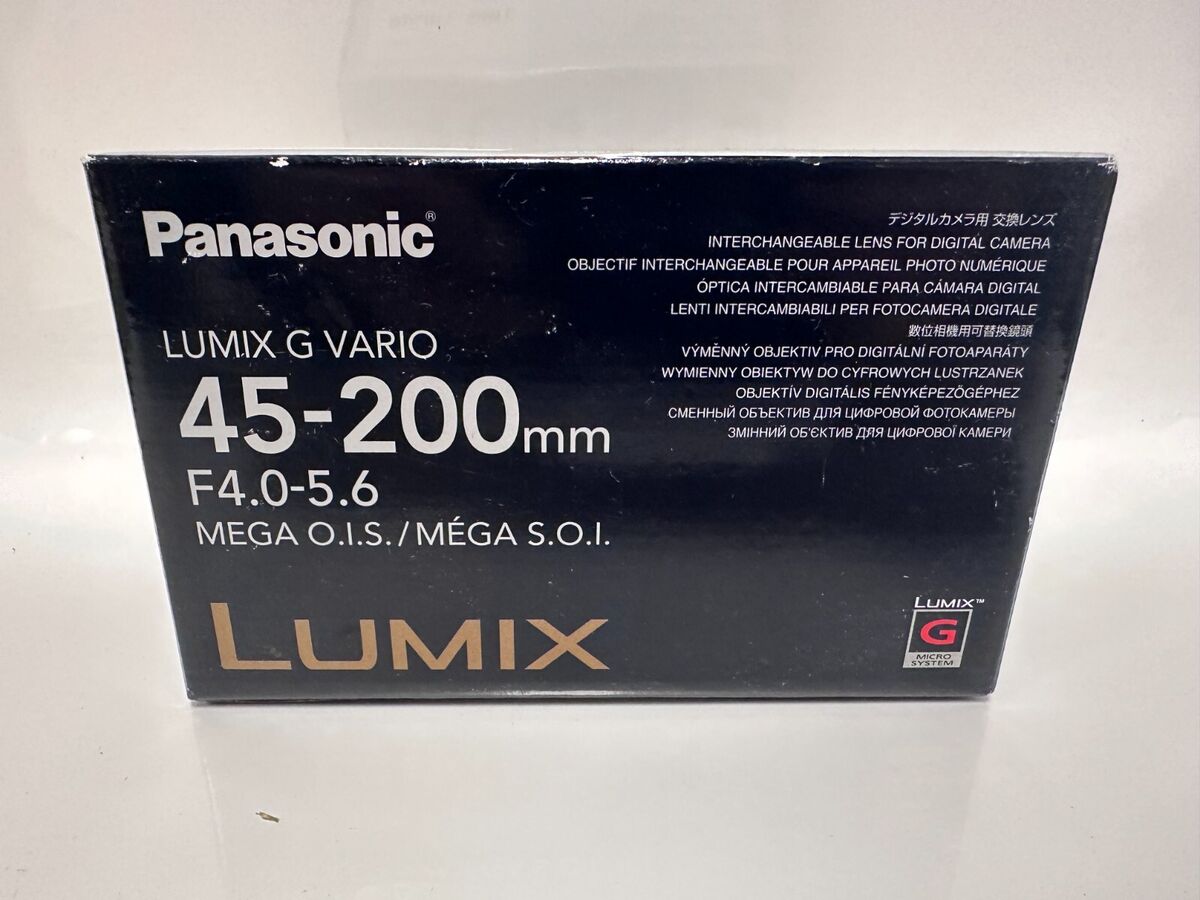 Panasonic®
LUMIX G VARIO
45-200mm
F4.0-5.6
MEGA O.I.S./MÉGA S.O.I.
LUMIX
デジタルカメラ用 交換レンズ
INTERCHANGEABLE LENS FOR DIGITAL CAMERA
OBJECTIF INTERCHANGEABLE POUR APPAREIL PHOTO NUMÉRIQUE
ÓPTICA INTERCAMBIABLE PARA CÁMARA DIGITAL
LENTI INTERCAMBIABILI PER FOTOCAMERA DIGITALE
數位相機用可替換鏡頭
VÝMĚNNÝ OBJEKTIV PRO DIGITÁLNÍ FOTOAPARÁTY
WYMIENNY OBIEKTYW DO CYFROWYCH LUSTRZANEK
OBJEKTÍV DIGITÁLIS FÉNYKÉPEZŐGÉPHEZ
СМЕННЫЙ ОБЪЕКТИВ ДЛЯ ЦИФРОВОЙ ФОТОКАМЕРЫ
ЗМІННИЙ ОБ'ЄКТИВ ДЛЯ ЦИФРОВОЇ КАМЕРИ
LUMIX™
G
MICRO
SYSTEM